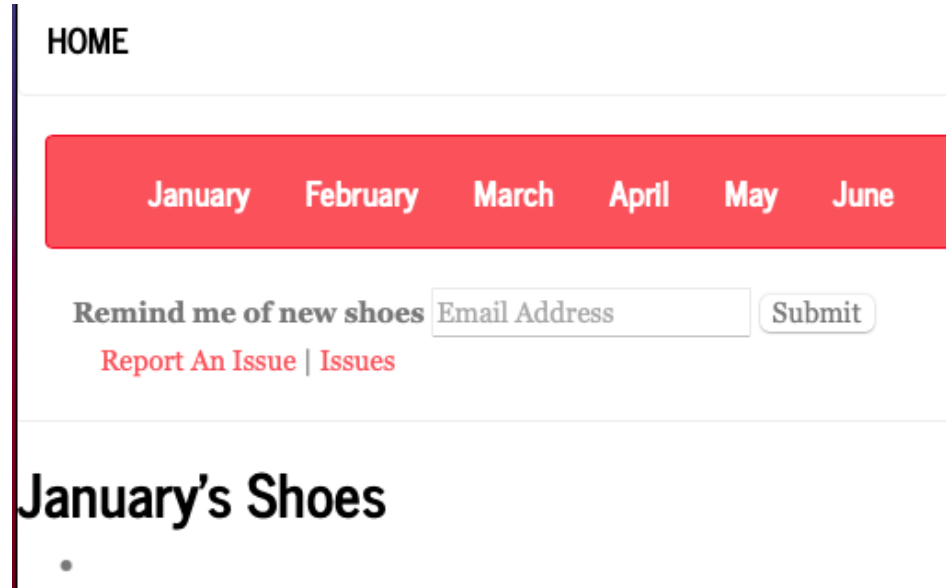 HOME
January February March April May June
Remind me of new shoes Email Address Submit
Report An Issue | Issues
January’s Shoes